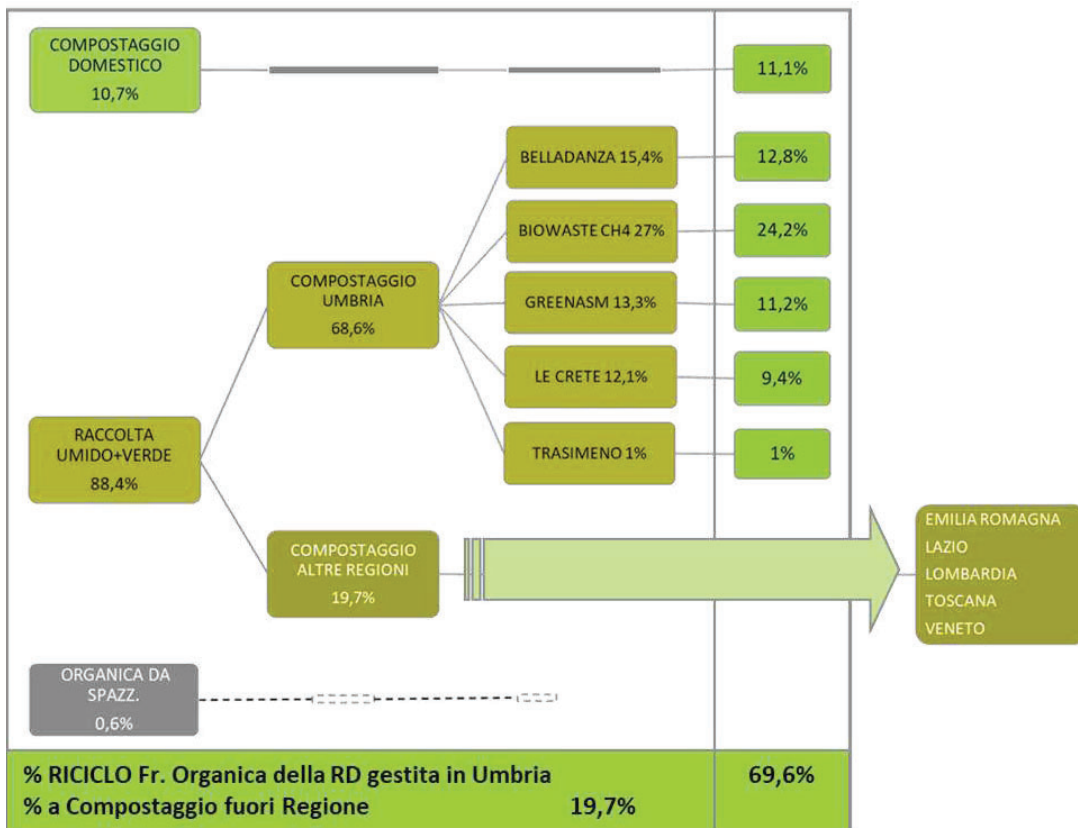 COMPOSTAGGIO
DOMESTICO
10,7%
11,1%
BELLADANZA 15,4%
12,8%
BIOWASTE CH4 27%
24,2%
COMPOSTAGGIO
UMBRIA
68,6%
GREENASM 13,3%
11,2%
LE CRETE 12,1%
9,4%
RACCOLTA
UMIDO+VERDE
88,4%
TRASIMENO 1%
1%
COMPOSTAGGIO
ALTRE REGIONI
19,7%
EMILIA ROMAGNA
LAZIO
LOMBARDIA
TOSCANA
VENETO
ORGANICA DA
SPAZZ.
0,6%
% RICICLO Fr. Organica della RD gestita in Umbria 69,6%
% a Compostaggio fuori Regione 19,7%